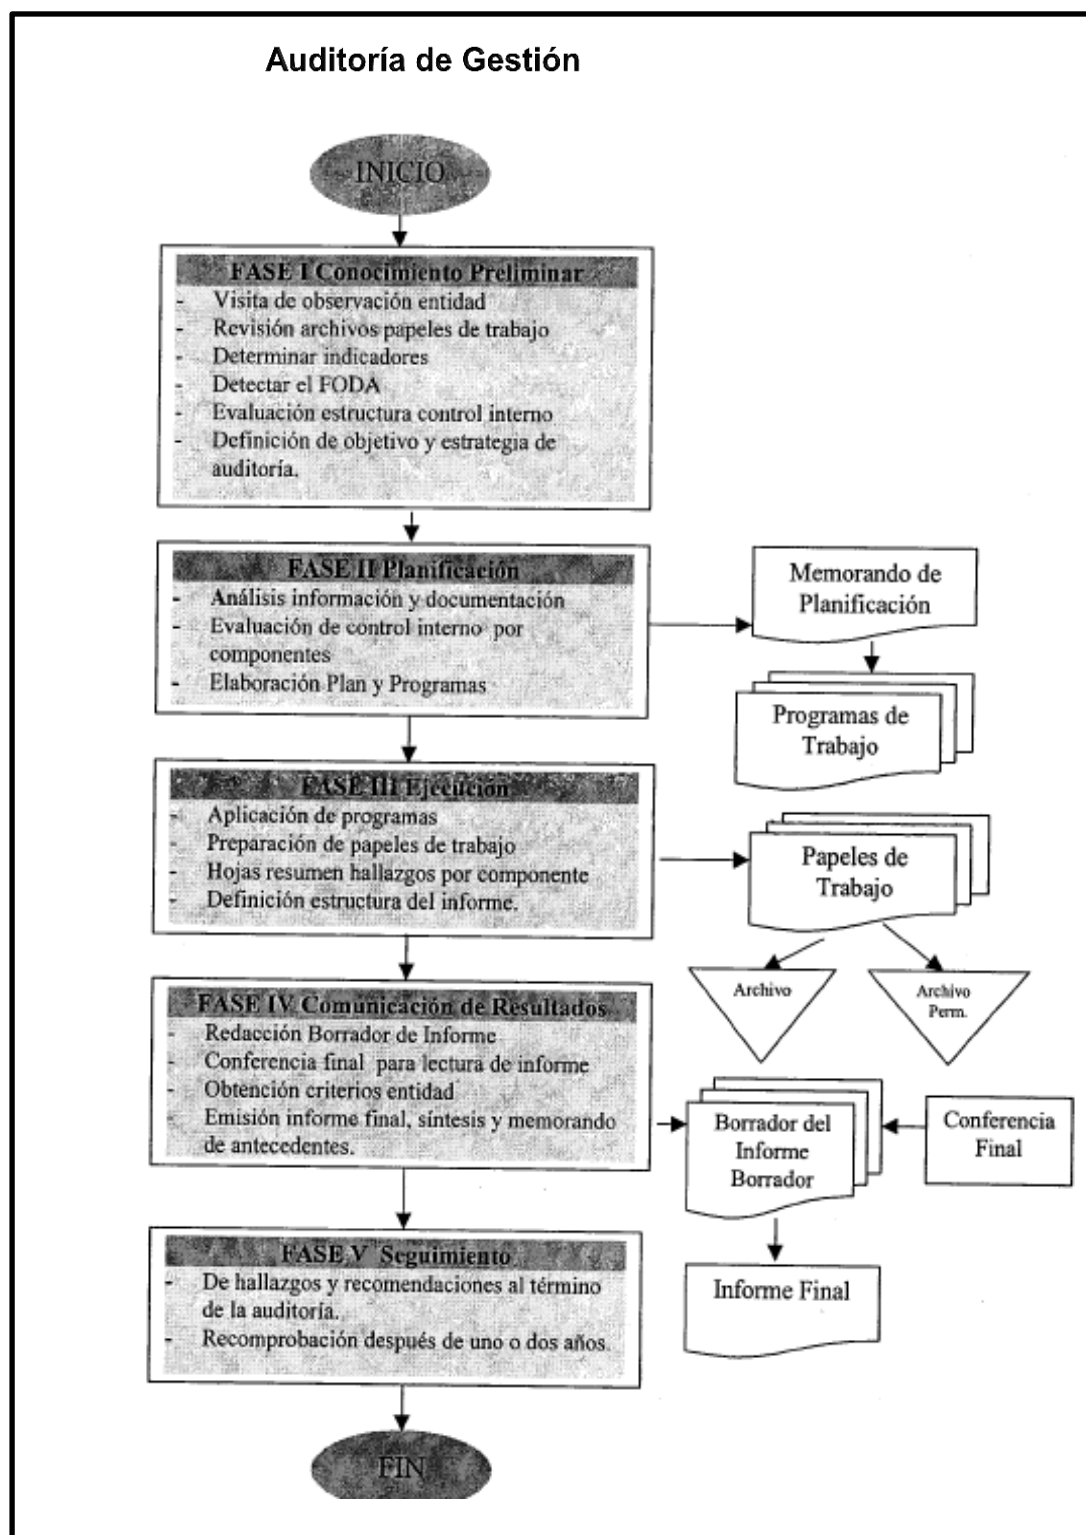 Auditoría de Gestión
INICIO
FASE I Conocimiento Preliminar
- Visita de observación entidad
- Revisión archivos papeles de trabajo
- Determinar indicadores
- Detectar el FODA
- Evaluación estructura control interno
- Definición de objetivo y estrategia de
auditoría.
FASE II Planificación
- Análisis información y documentación
- Evaluación de control interno por
componentes
- Elaboración Plan y Programas
Memorando de
Planificación
Programas de
Trabajo
FASE III Ejecución
- Aplicación de programas
- Preparación de papeles de trabajo
- Hojas resumen hallazgos por componente
- Definición estructura del informe.
Papeles de
Trabajo
Archivo
Archivo
Perm.
FASE IV Comunicación de Resultados
- Redacción Borrador de Informe
- Conferencia final para lectura de informe
- Obtención criterios entidad
- Emisión informe final, síntesis y memorando
de antecedentes.
Borrador del
Informe
Borrador
Conferencia
Final
FASE V Seguimiento
- De hallazgos y recomendaciones al término
de la auditoría.
- Recomprobación después de uno o dos años.
Informe Final
FIN